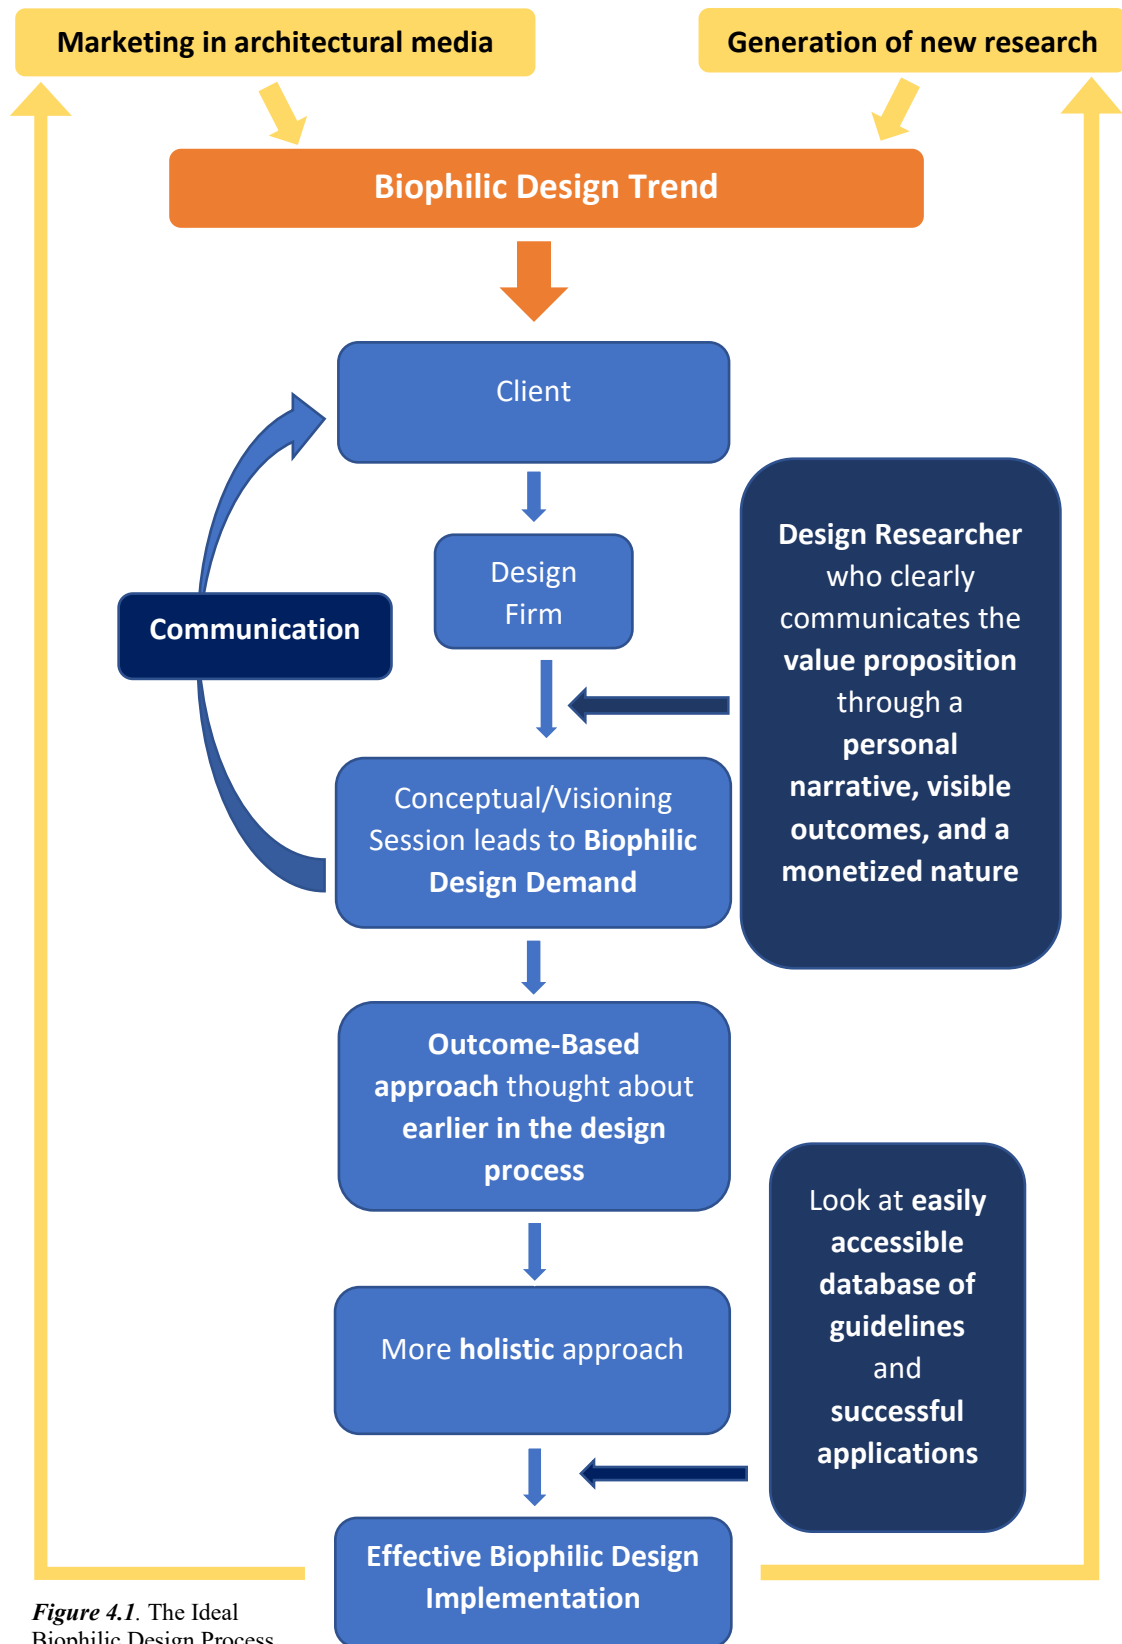 Marketing in architectural media
Generation of new research
Biophilic Design Trend
Client
Design
Firm
Communication
Design Researcher
who clearly
communicates the
value proposition
through a
personal
narrative, visible
outcomes, and a
monetized nature
Conceptual/Visioning
Session leads to Biophilic
Design Demand
Outcome-Based
approach thought about
earlier in the design
process
Look at easily
accessible
database of
guidelines
and
successful
applications
More holistic approach
Effective Biophilic Design
Implementation
Figure 4.1. The Ideal
Biophilic Design Process